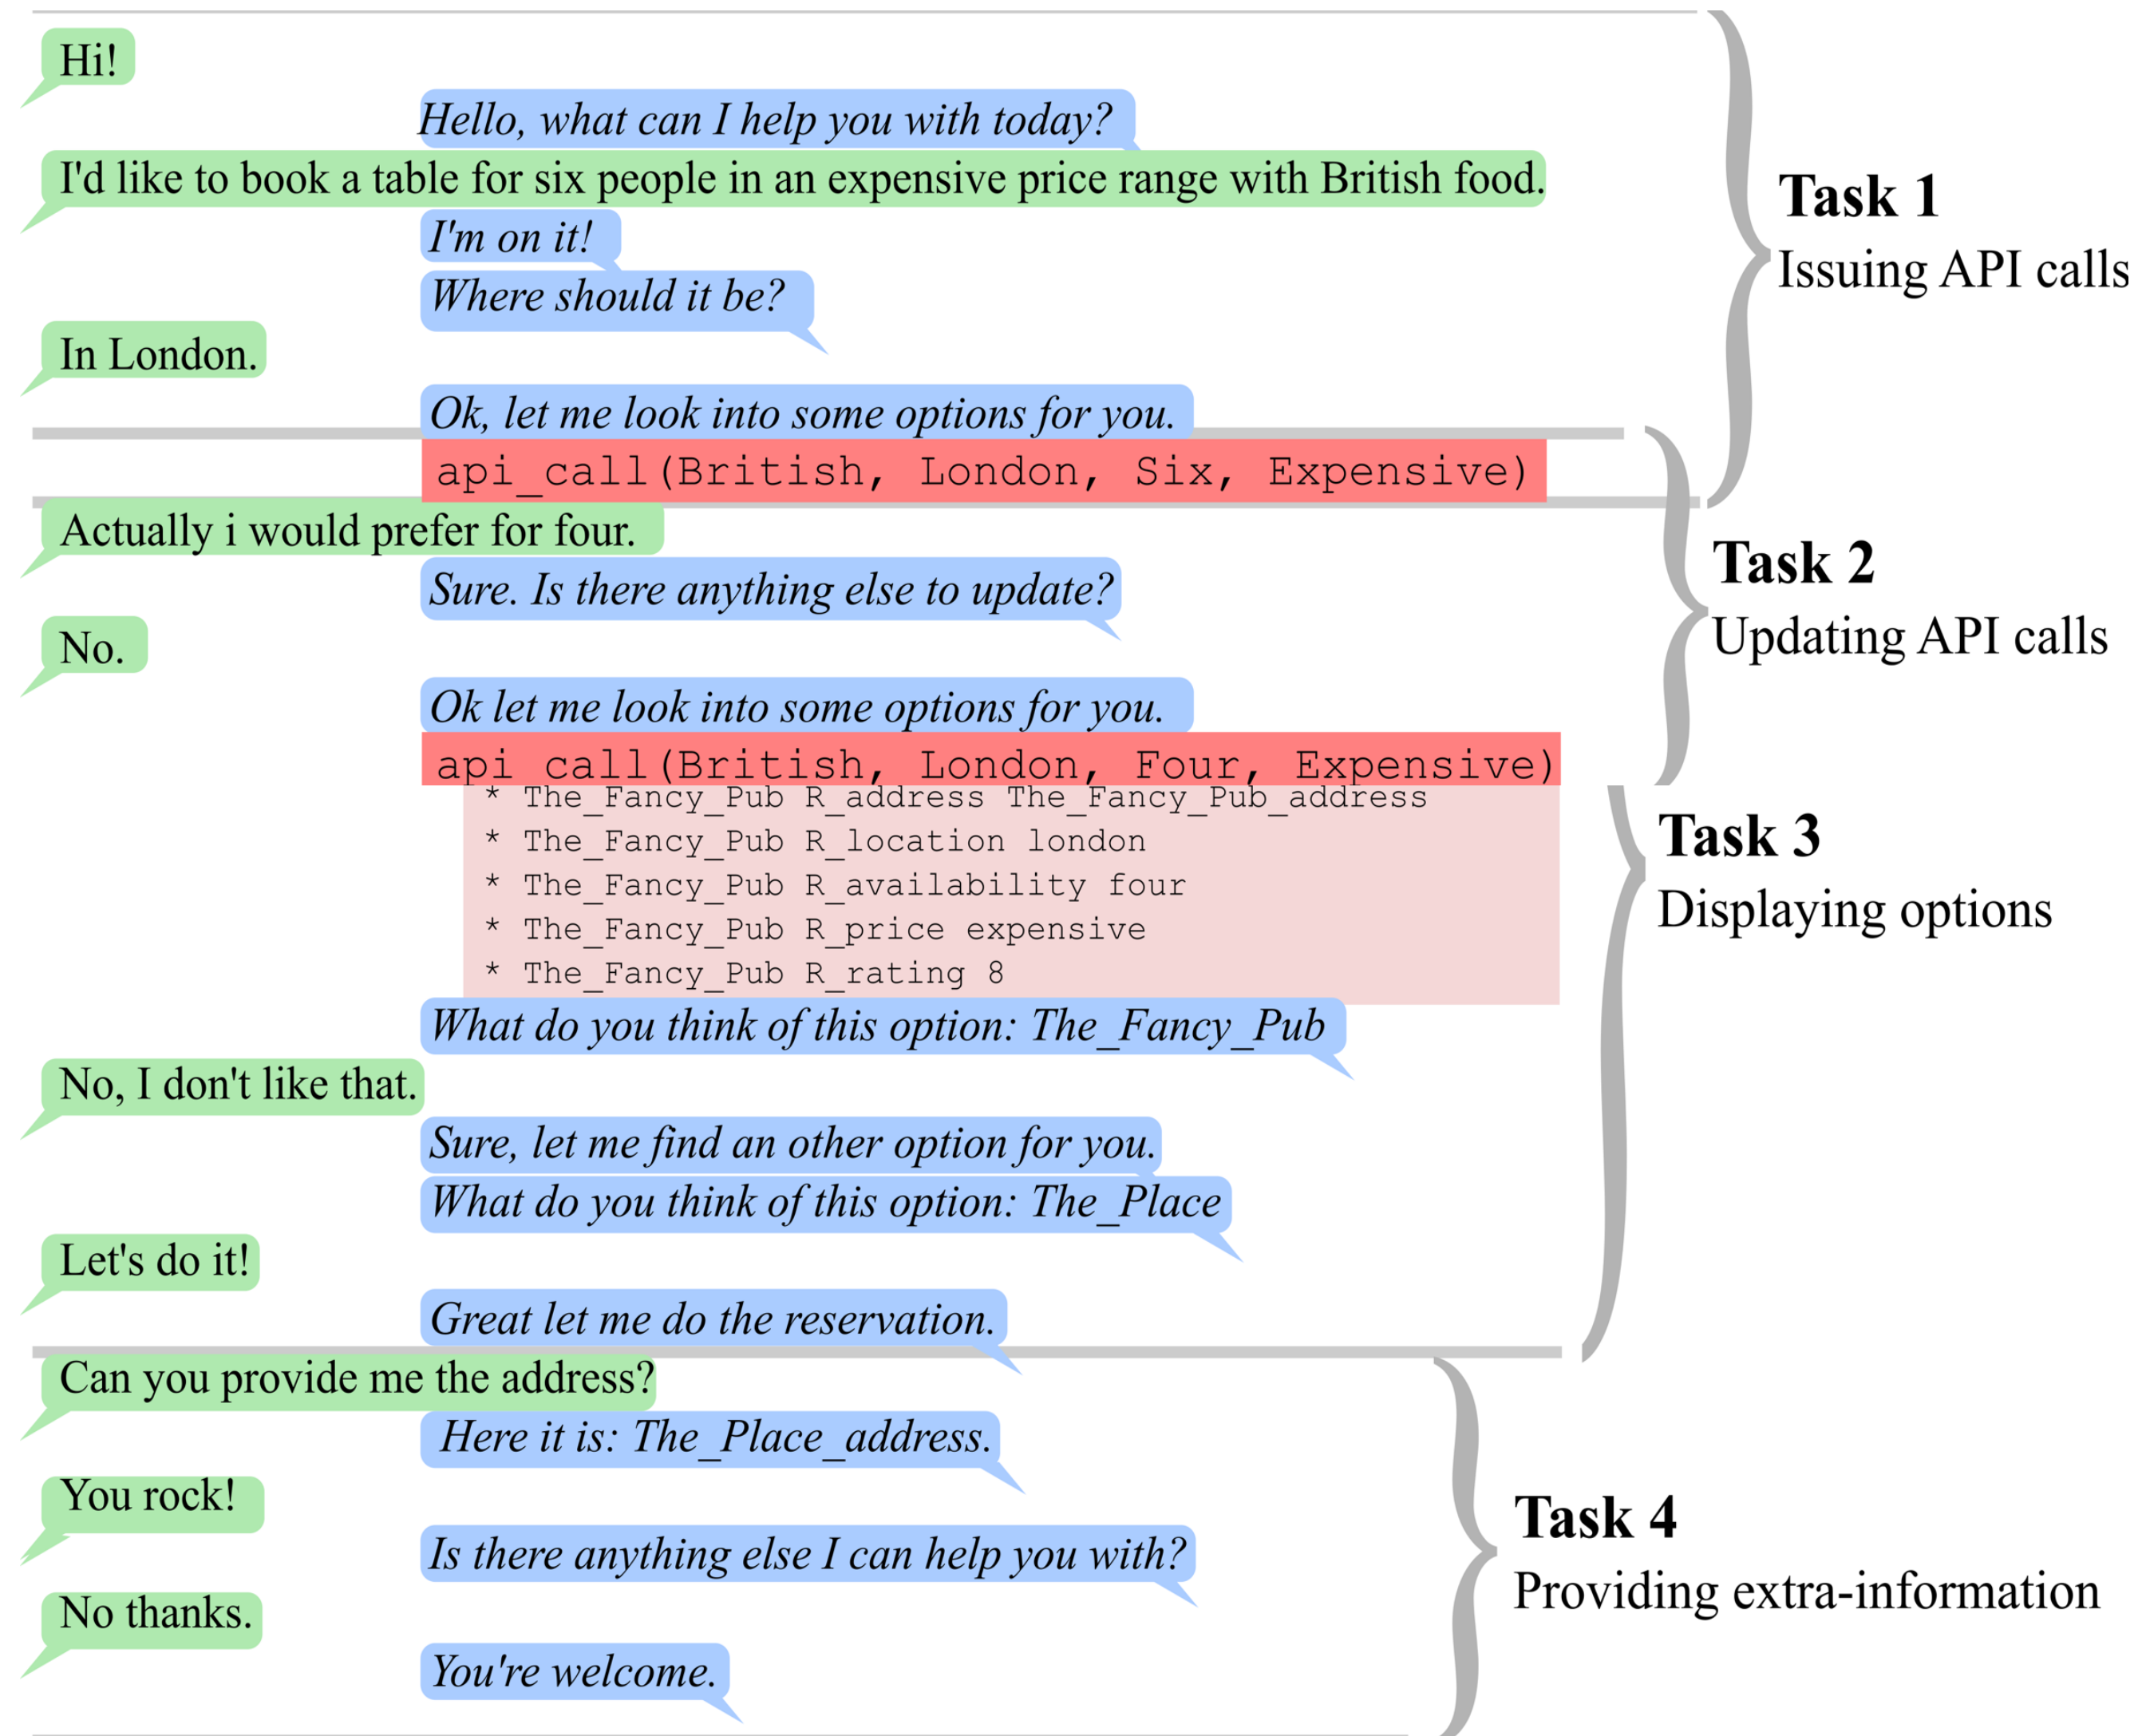 Hi!
Hello, what can I help you with today?
I'd like to book a table for six people in an expensive price range with British food.
I'm on it!
Where should it be?
In London.
Ok, let me look into some options for you.
api_call(British, London, Six, Expensive)
Task 1
Issuing API calls
Actually i would prefer for four.
Sure. Is there anything else to update?
No.
Ok let me look into some options for you.
api_call(British, London, Four, Expensive)
Task 2
Updating API calls
* The_Fancy_Pub R_address The_Fancy_Pub_address
* The_Fancy_Pub R_location london
* The_Fancy_Pub R_availability four
* The_Fancy_Pub R_price expensive
* The_Fancy_Pub R_rating 8
What do you think of this option: The_Fancy_Pub
No, I don't like that.
Sure, let me find an other option for you.
What do you think of this option: The_Place
Let's do it!
Great let me do the reservation.
Task 3
Displaying options
Can you provide me the address?
Here it is: The_Place_address.
You rock!
Is there anything else I can help you with?
No thanks.
You're welcome.
Task 4
Providing extra-information